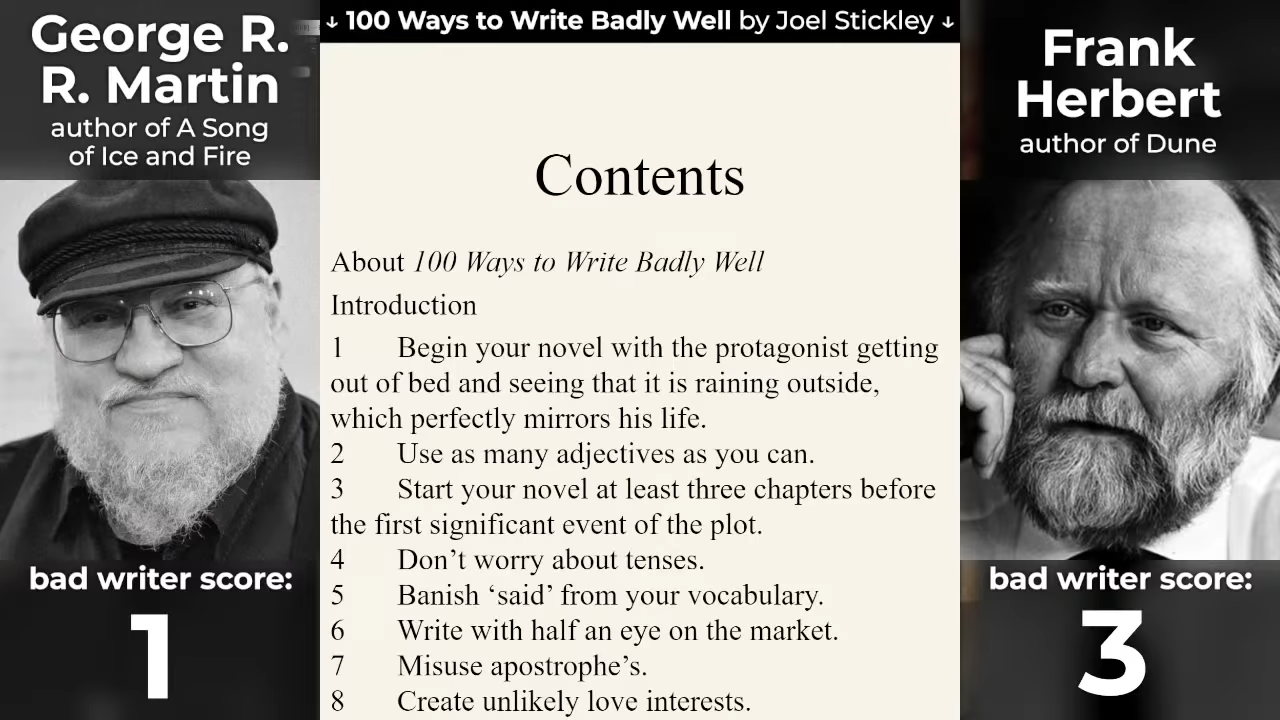 George R.
R. Martin
author of A Song
of Ice and Fire
bad writer score:
1
↓ 100 Ways to Write Badly Well by Joel Stickley ↓
Contents
About 100 Ways to Write Badly Well
Introduction
1 Begin your novel with the protagonist getting
out of bed and seeing that it is raining outside,
which perfectly mirrors his life.
2 Use as many adjectives as you can.
3 Start your novel at least three chapters before
the first significant event of the plot.
4 Don’t worry about tenses.
5 Banish ‘said’ from your vocabulary.
6 Write with half an eye on the market.
7 Misuse apostrophe’s.
8 Create unlikely love interests.
Frank
Herbert
author of Dune
bad writer score:
3